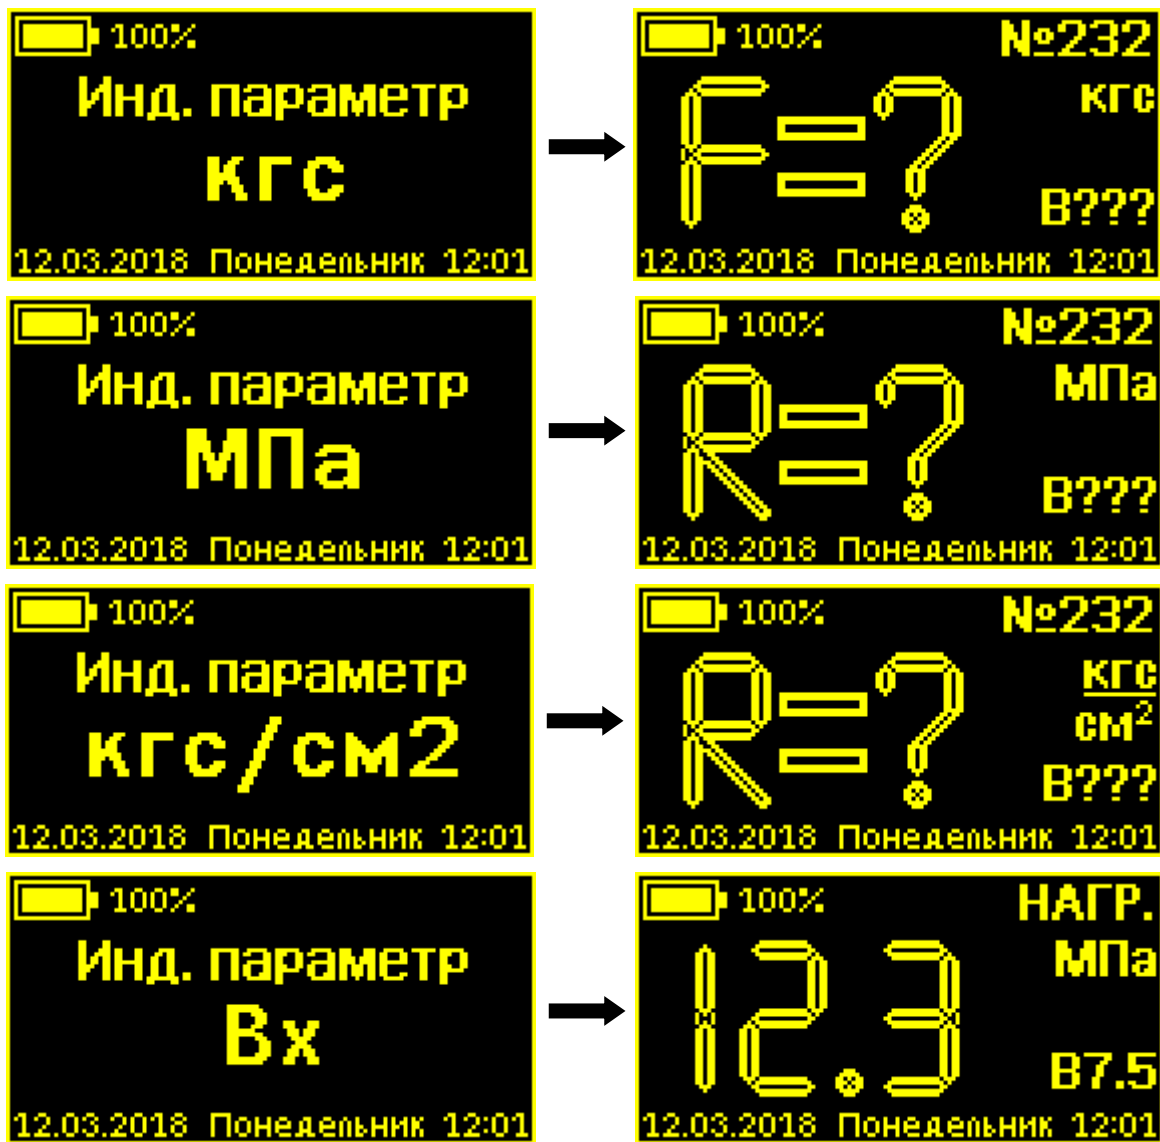 100%
Инд. параметр
кгс
12.03.2018 Понедельник 12:01
100% №232
F=? кгс
В???
12.03.2018 Понедельник 12:01
100%
Инд. параметр
МПа
12.03.2018 Понедельник 12:01
100% №232
R=? МПа
В???
12.03.2018 Понедельник 12:01
100%
Инд. параметр
кгс/см2
12.03.2018 Понедельник 12:01
100% №232
R=? кгс
см²
В???
12.03.2018 Понедельник 12:01
100%
Инд. параметр
Вх
12.03.2018 Понедельник 12:01
100% НАГР.
12.3 МПа
В7.5
12.03.2018 Понедельник 12:01